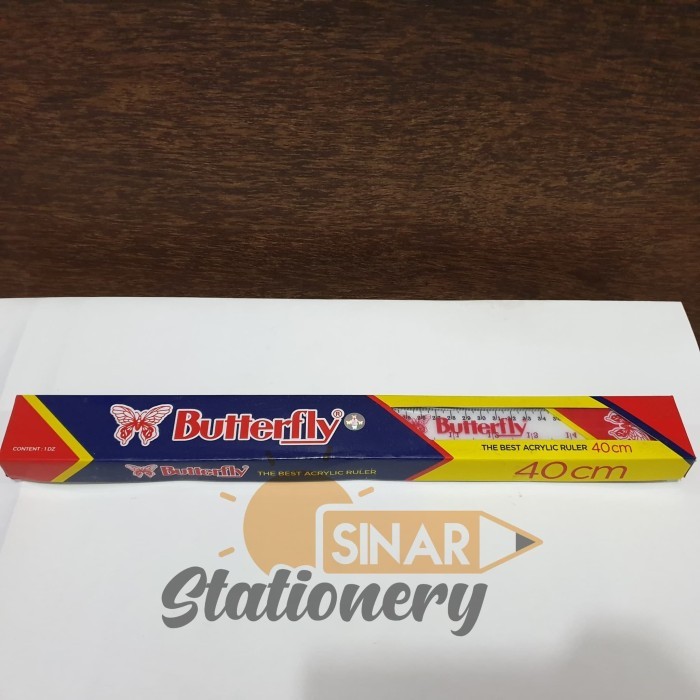 CONTENT : 1 DZ
Butterfly®
Butterfly
THE BEST ACRYLIC RULER 40cm
Butterfly THE BEST ACRYLIC RULER
40cm
SINAR
Stationery